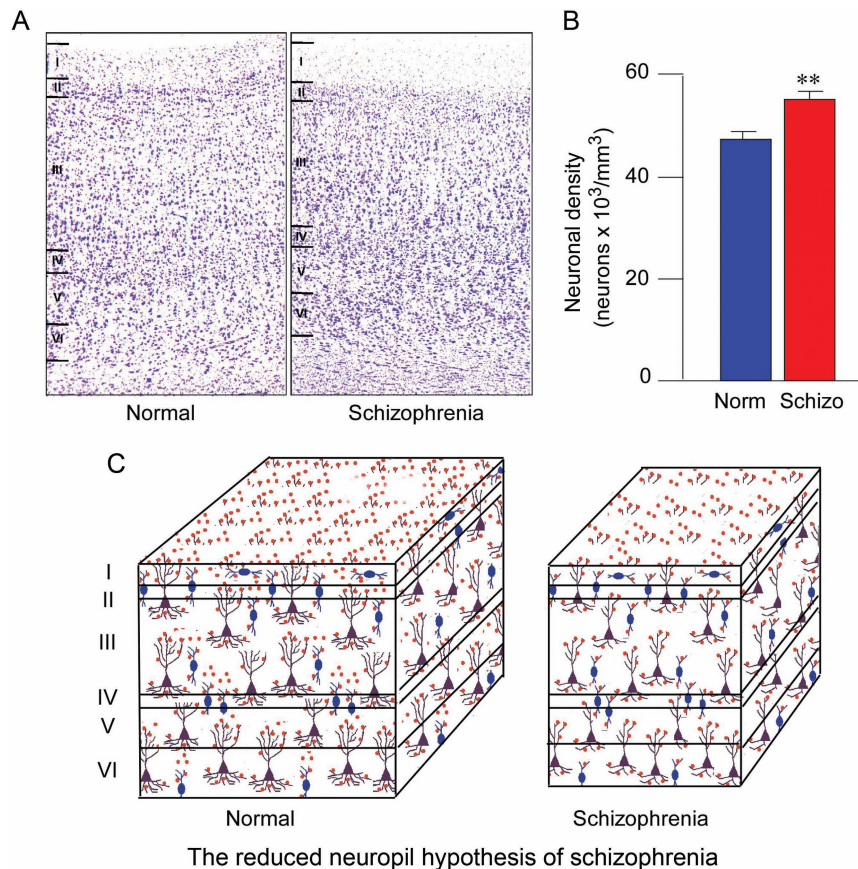 A
I
II
III
IV
V
VI
Normal
I
II
III
IV
V
VI
Schizophrenia
B
Neuronal density
(neurons x 10³/mm³)
60
40
20
0
**
Norm Schizo
C
I
II
III
IV
V
VI
Normal
Schizophrenia
The reduced neuropil hypothesis of schizophrenia